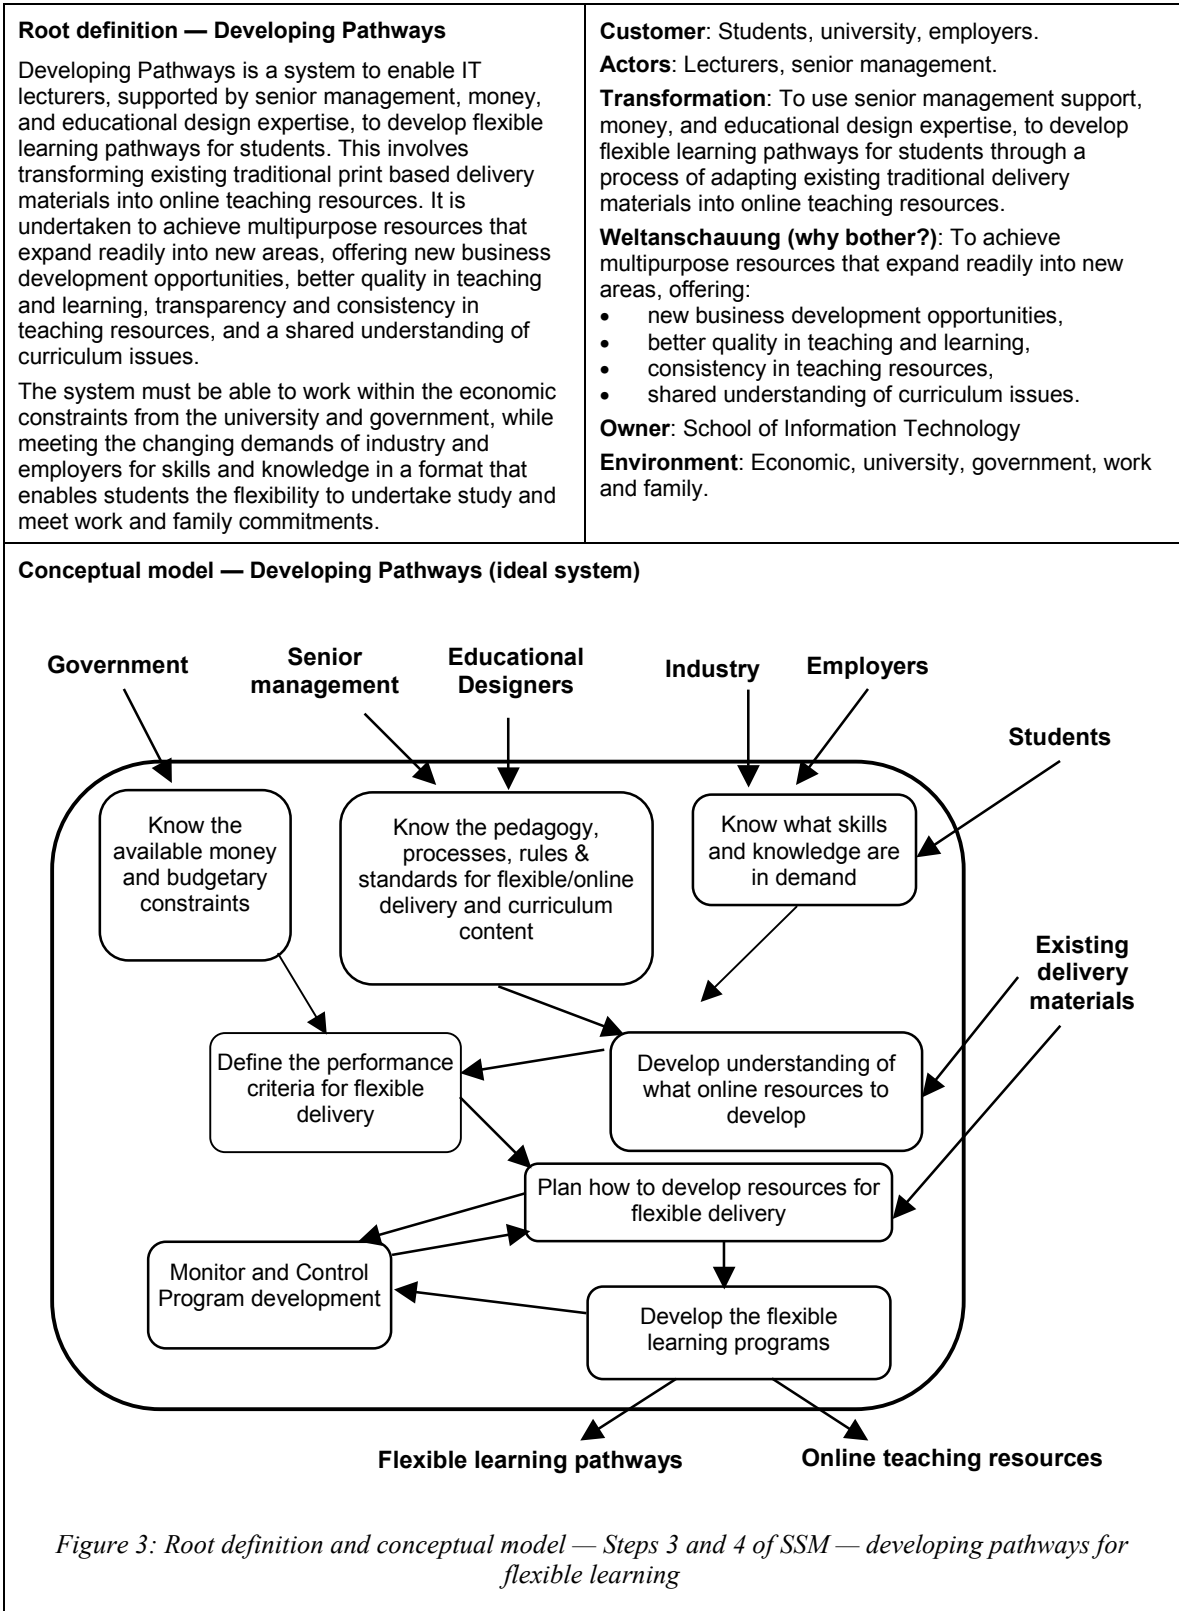 Root definition — Developing Pathways
Developing Pathways is a system to enable IT
lecturers, supported by senior management, money,
and educational design expertise, to develop flexible
learning pathways for students. This involves
transforming existing traditional print based delivery
materials into online teaching resources. It is
undertaken to achieve multipurpose resources that
expand readily into new areas, offering new business
development opportunities, better quality in teaching
and learning, transparency and consistency in
teaching resources, and a shared understanding of
curriculum issues.
The system must be able to work within the economic
constraints from the university and government, while
meeting the changing demands of industry and
employers for skills and knowledge in a format that
enables students the flexibility to undertake study and
meet work and family commitments.
Customer: Students, university, employers.
Actors: Lecturers, senior management.
Transformation: To use senior management support,
money, and educational design expertise, to develop
flexible learning pathways for students through a
process of adapting existing traditional delivery
materials into online teaching resources.
Weltanschauung (why bother?): To achieve
multipurpose resources that expand readily into new
areas, offering:
• new business development opportunities,
• better quality in teaching and learning,
• consistency in teaching resources,
• shared understanding of curriculum issues.
Owner: School of Information Technology
Environment: Economic, university, government, work
and family.
Conceptual model — Developing Pathways (ideal system)
Government
Senior
management
Educational
Designers
Industry
Employers
Students
Know the
available money
and budgetary
constraints
Know the pedagogy,
processes, rules &
standards for flexible/online
delivery and curriculum
content
Know what skills
and knowledge are
in demand
Existing
delivery
materials
Define the performance
criteria for flexible
delivery
Develop understanding of
what online resources to
develop
Plan how to develop resources for
flexible delivery
Monitor and Control
Program development
Develop the flexible
learning programs
Flexible learning pathways
Online teaching resources
Figure 3: Root definition and conceptual model — Steps 3 and 4 of SSM — developing pathways for
flexible learning